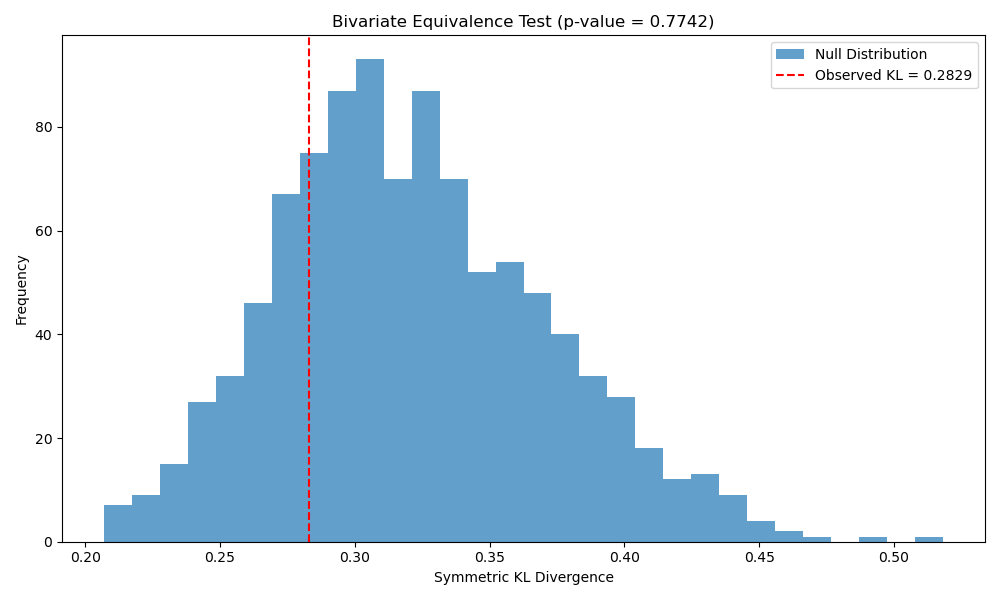 Bivariate Equivalence Test (p-value = 0.7742)
Null Distribution
Observed KL = 0.2829
Frequency
80
60
40
20
0
0.20 0.25 0.30 0.35 0.40 0.45 0.50
Symmetric KL Divergence